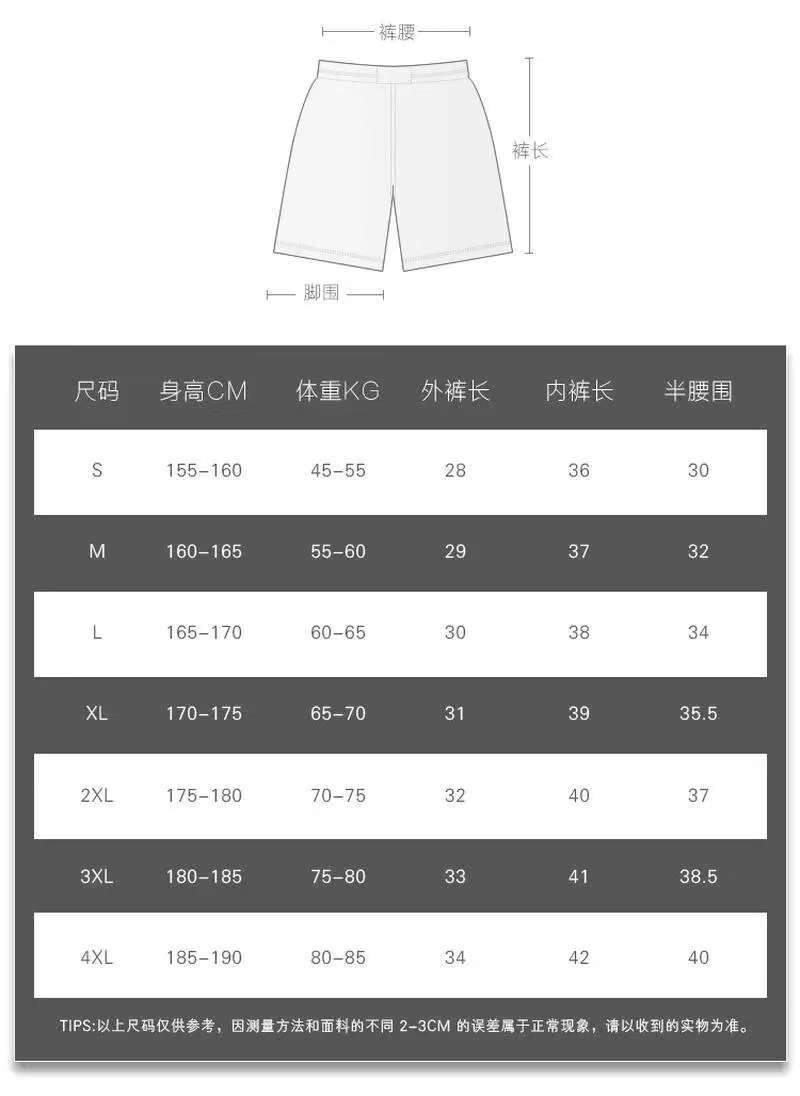 裤腰
裤长
脚围
尺码 身高CM 体重KG 外裤长 内裤长 半腰围
S 155-160 45-55 28 36 30
M 160-165 55-60 29 37 32
L 165-170 60-65 30 38 34
XL 170-175 65-70 31 39 35.5
2XL 175-180 70-75 32 40 37
3XL 180-185 75-80 33 41 38.5
4XL 185-190 80-85 34 42 40
TIPS:以上尺码仅供参考，因测量方法和面料的不同 2-3CM 的误差属于正常现象，请以收到的实物为准。